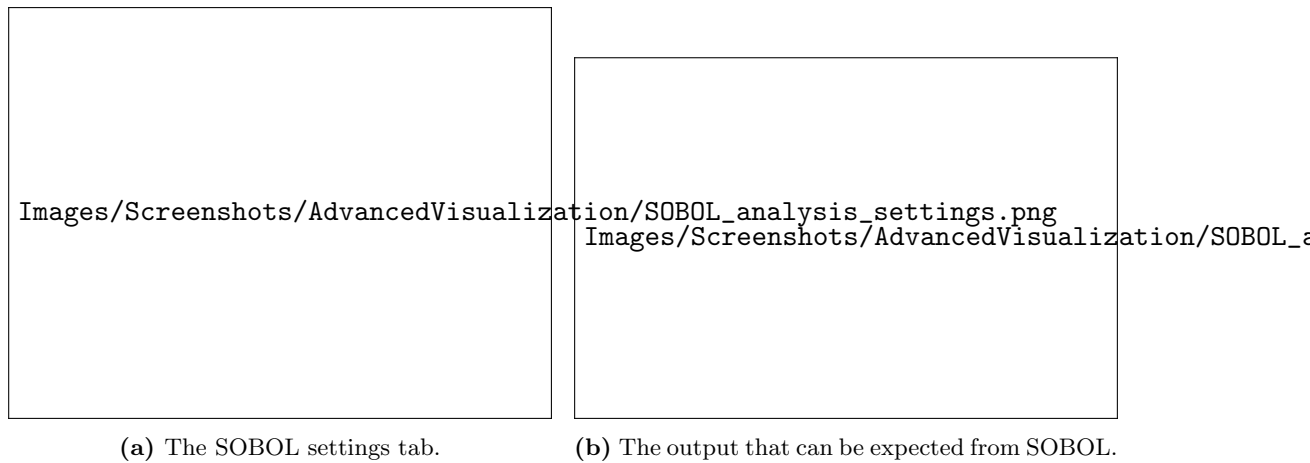 Images/Screenshots/AdvancedVisualization/SOBOL_analysis_settings.png
Images/Screenshots/AdvancedVisualization/SOBOL_a
(a) The SOBOL settings tab.
(b) The output that can be expected from SOBOL.